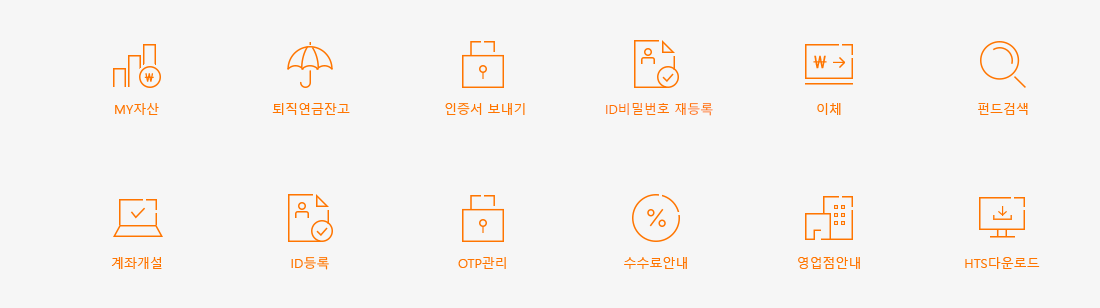 MY자산
퇴직연금잔고
인증서 보내기
ID비밀번호 재등록
이체
펀드검색
계좌개설
ID등록
OTP관리
수수료안내
영업점안내
HTS다운로드